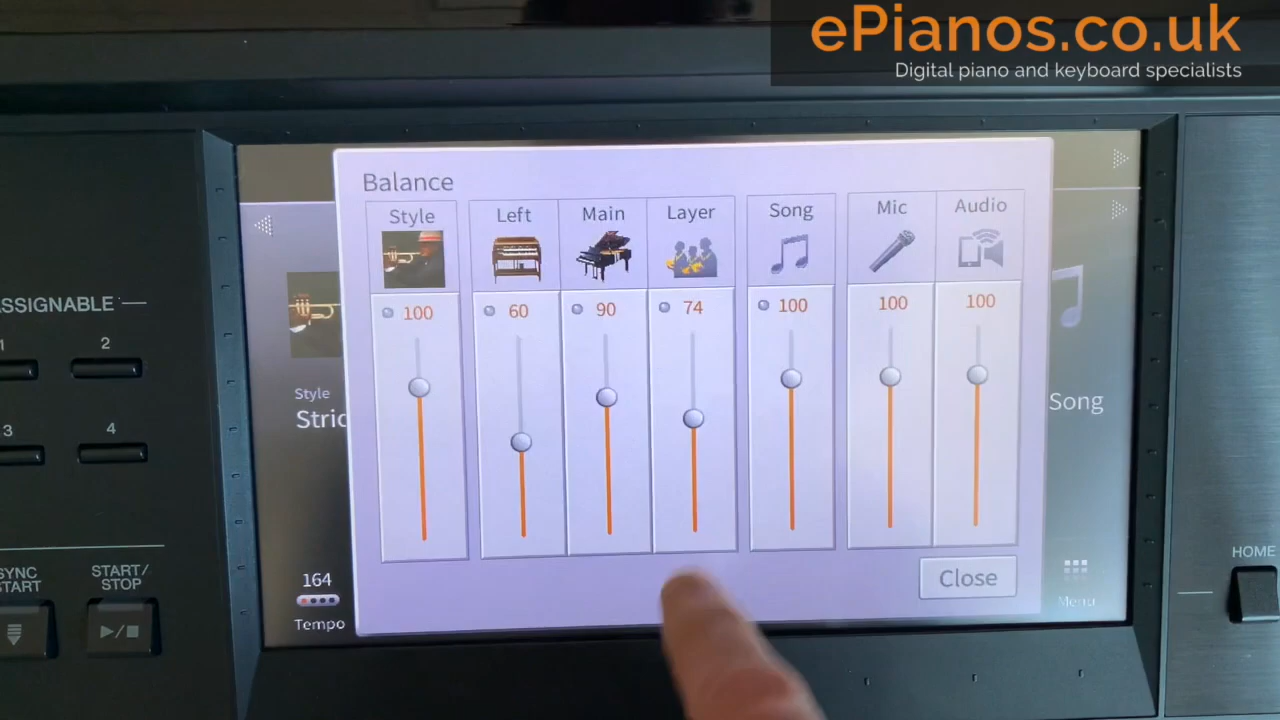 ePianos.co.uk
Digital piano and keyboard specialists
Balance
Style
Left
Main
Layer
Song
Mic
Audio
100
60
90
74
100
100
100
ASSIGNABLE
1
2
3
4
Style
Stric
Song
164
Tempo
Close
Menu
SYNC
START
START/
STOP
HOME